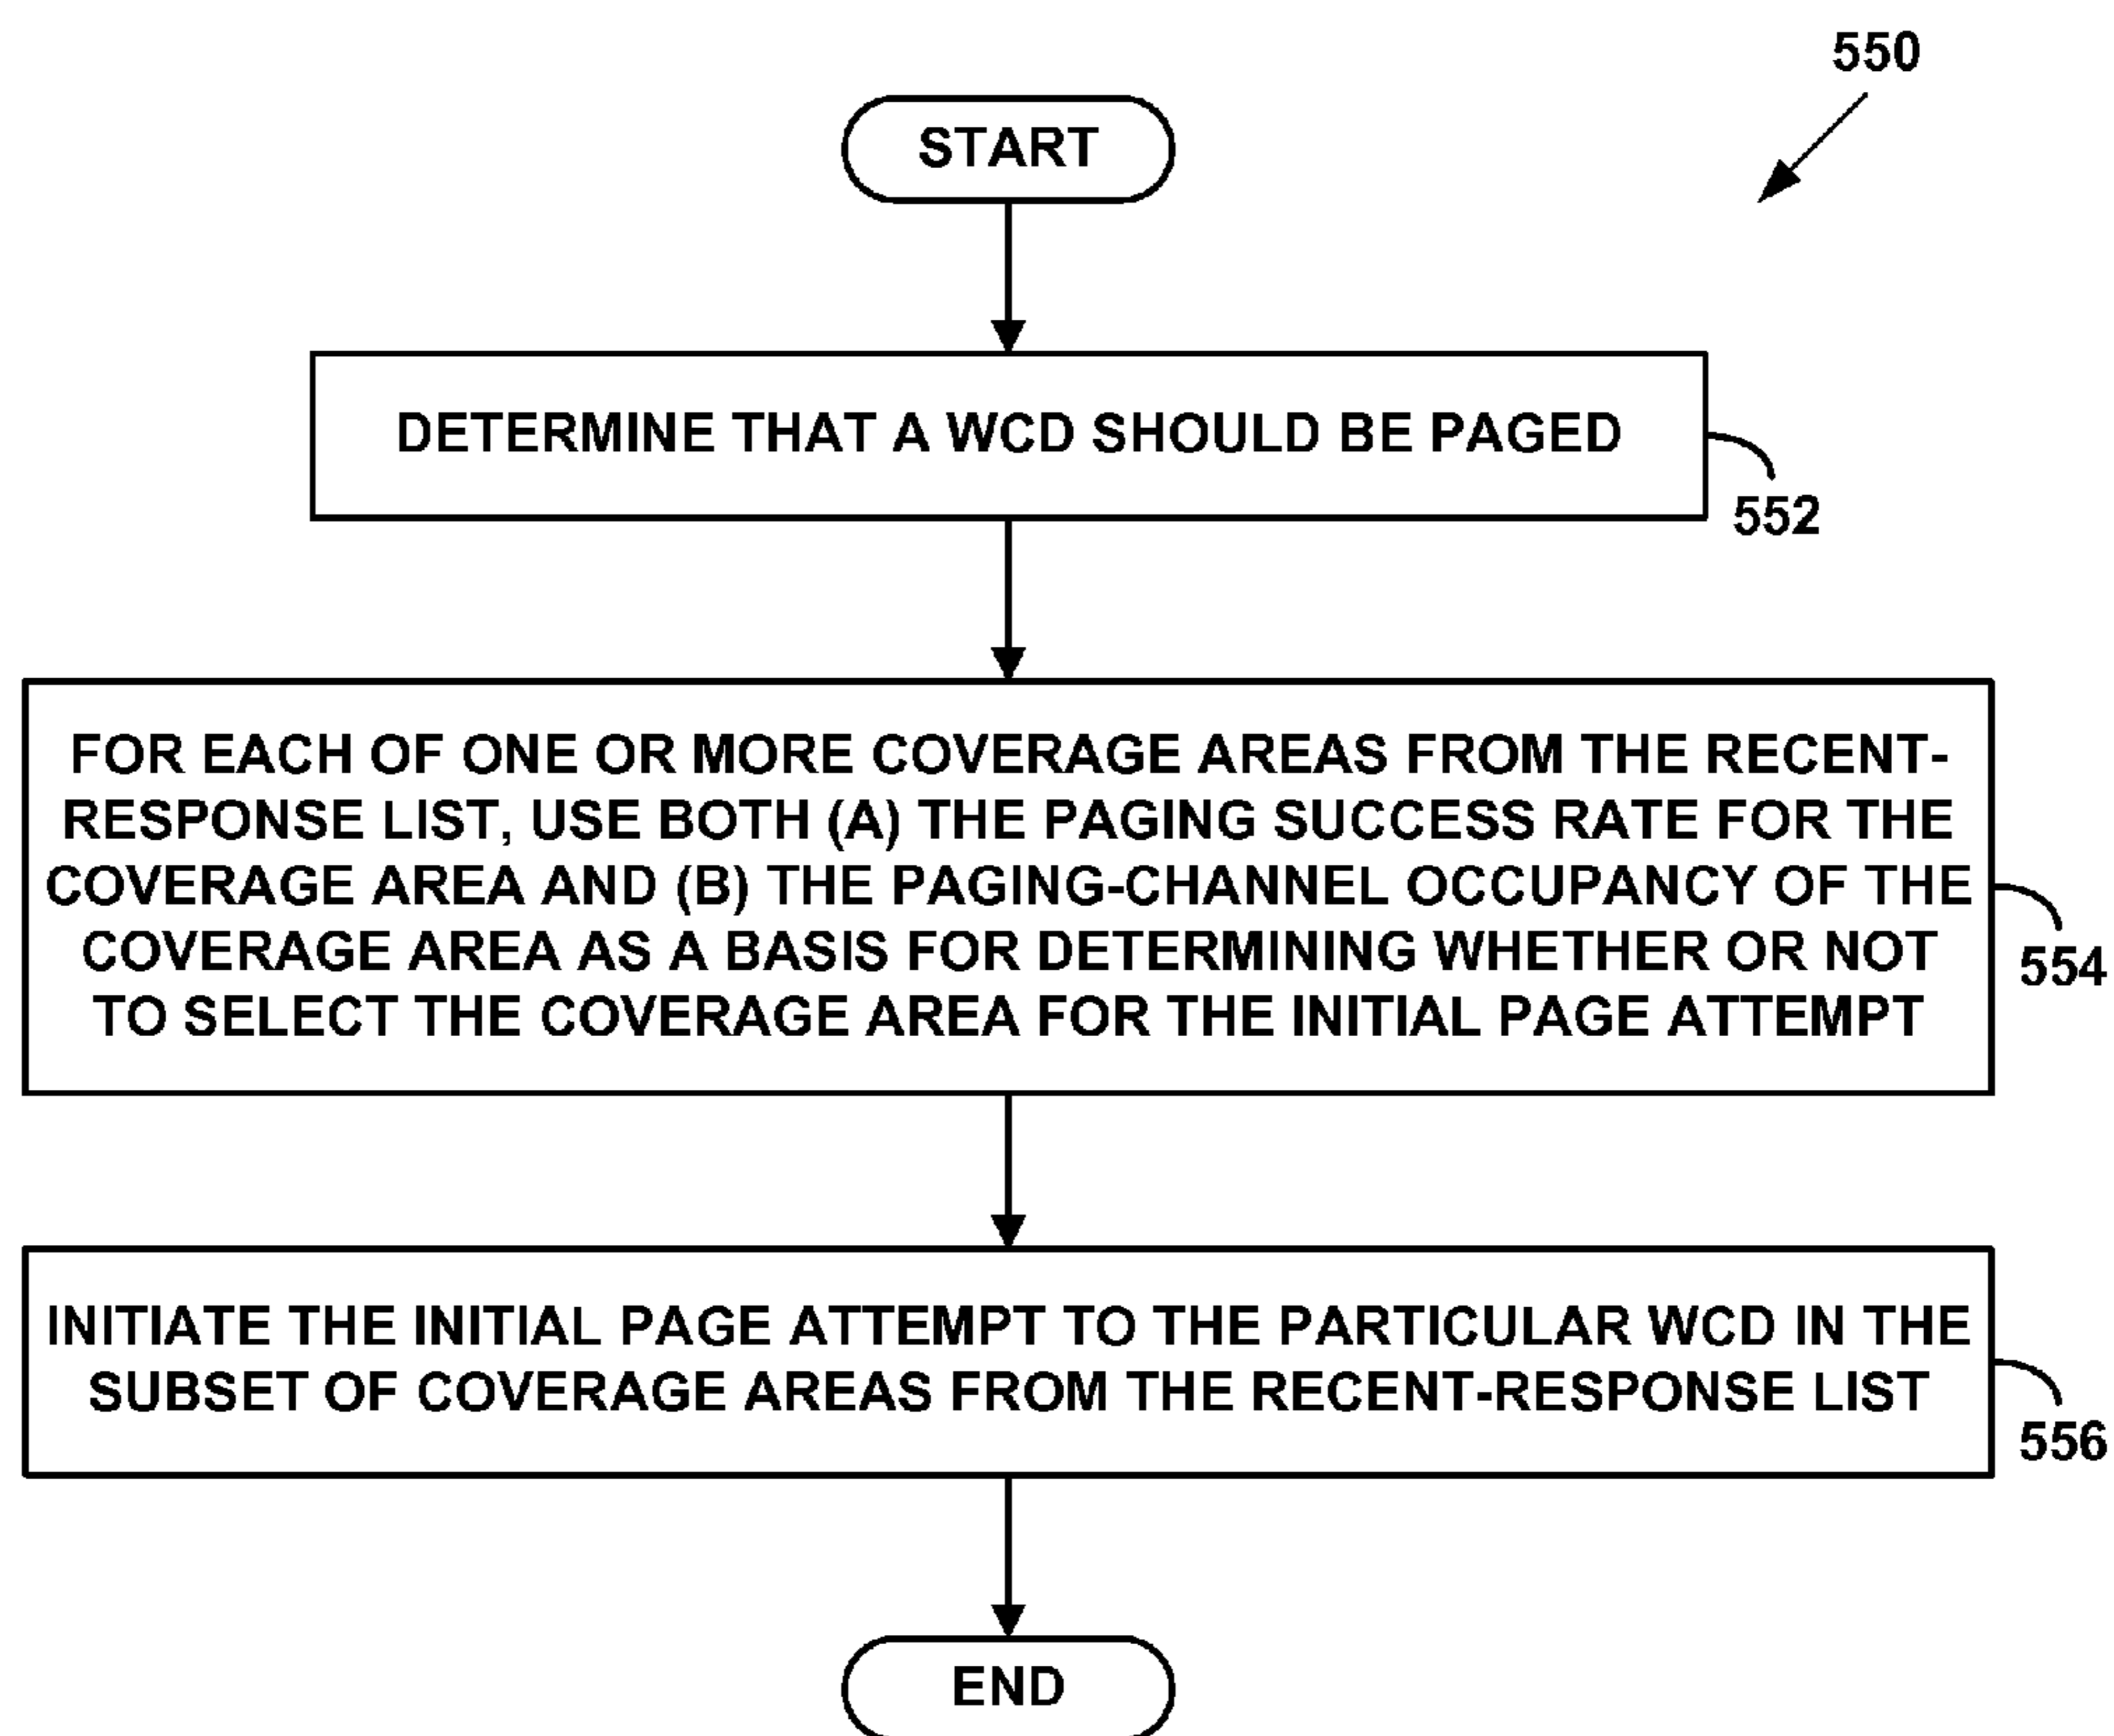 550
START
DETERMINE THAT A WCD SHOULD BE PAGED
552
FOR EACH OF ONE OR MORE COVERAGE AREAS FROM THE RECENT-
RESPONSE LIST, USE BOTH (A) THE PAGING SUCCESS RATE FOR THE
COVERAGE AREA AND (B) THE PAGING-CHANNEL OCCUPANCY OF THE
COVERAGE AREA AS A BASIS FOR DETERMINING WHETHER OR NOT
TO SELECT THE COVERAGE AREA FOR THE INITIAL PAGE ATTEMPT
554
INITIATE THE INITIAL PAGE ATTEMPT TO THE PARTICULAR WCD IN THE
SUBSET OF COVERAGE AREAS FROM THE RECENT-RESPONSE LIST
556
END